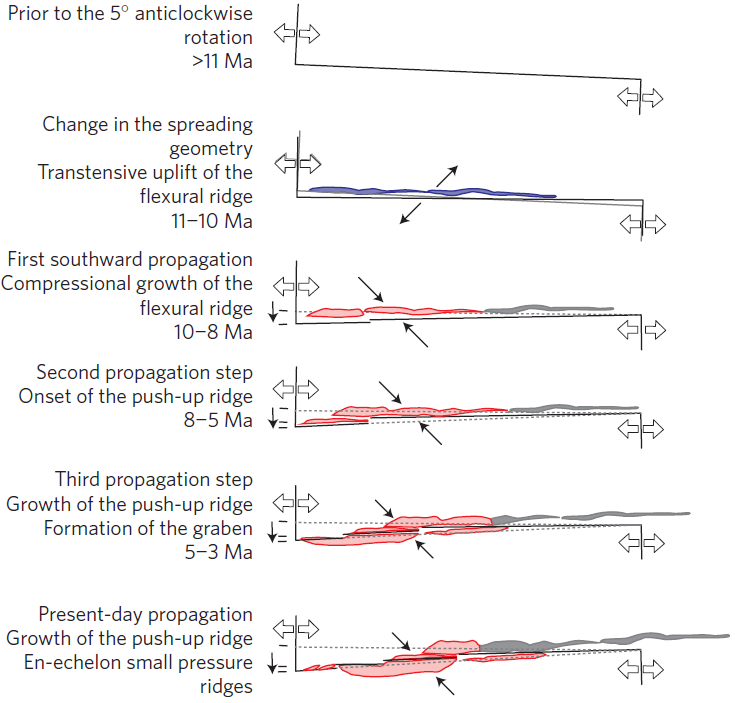 Prior to the 5° anticlockwise
rotation
>11 Ma
Change in the spreading
geometry
Transtensive uplift of the
flexural ridge
11–10 Ma
First southward propagation
Compressional growth of the
flexural ridge
10–8 Ma
Second propagation step
Onset of the push-up ridge
8–5 Ma
Third propagation step
Growth of the push-up ridge
Formation of the graben
5–3 Ma
Present-day propagation
Growth of the push-up ridge
En-echelon small pressure
ridges